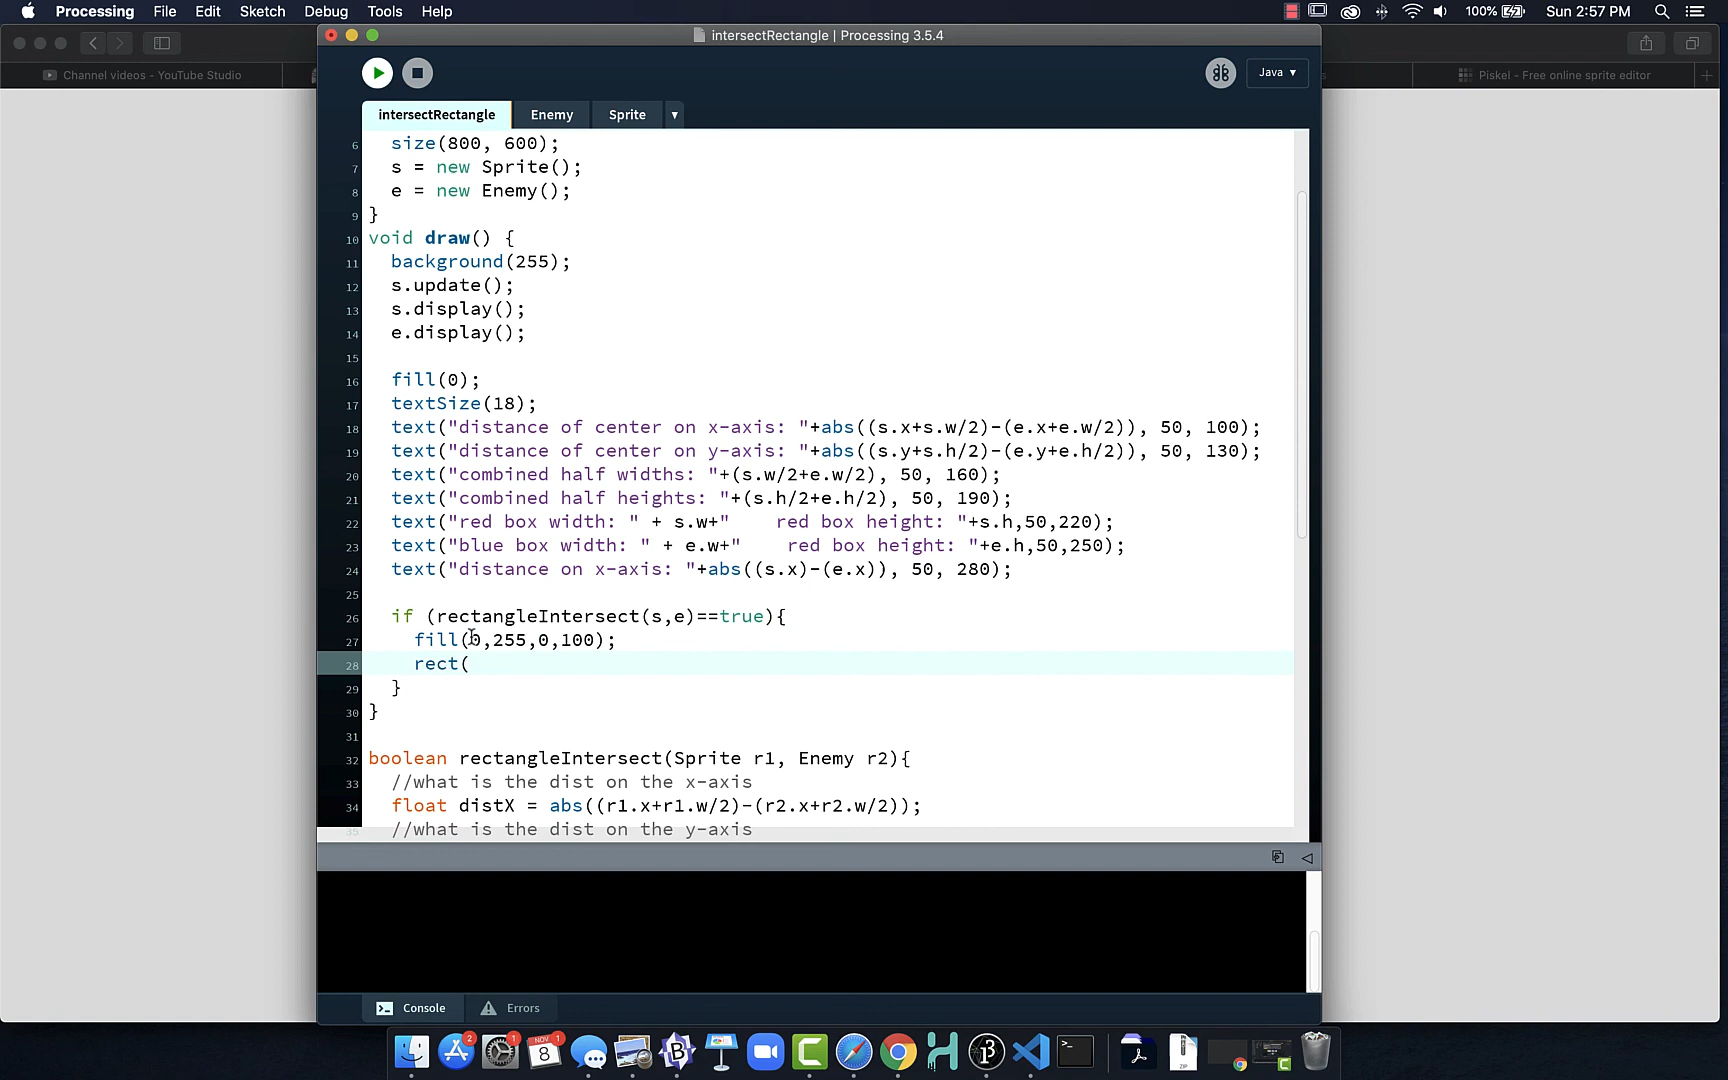 Processing File Edit Sketch Debug Tools Help 100% Sun 2:57 PM
intersectRectangle | Processing 3.5.4
Channel videos - YouTube Studio
Piskel - Free online sprite editor
Java
intersectRectangle Enemy Sprite
6 size(800, 600);
7 s = new Sprite();
8 e = new Enemy();
9 }
10 void draw() {
11 background(255);
12 s.update();
13 s.display();
14 e.display();
15
16 fill(0);
17 textSize(18);
18 text("distance of center on x-axis: "+abs((s.x+s.w/2)-(e.x+e.w/2)), 50, 100);
19 text("distance of center on y-axis: "+abs((s.y+s.h/2)-(e.y+e.h/2)), 50, 130);
20 text("combined half widths: "+(s.w/2+e.w/2), 50, 160);
21 text("combined half heights: "+(s.h/2+e.h/2), 50, 190);
22 text("red box width: " + s.w+"    red box height: "+s.h,50,220);
23 text("blue box width: " + e.w+"    red box height: "+e.h,50,250);
24 text("distance on x-axis: "+abs((s.x)-(e.x)), 50, 280);
25
26 if (rectangleIntersect(s,e)==true){
27 fill(0,255,0,100);
28 rect(
29 }
30 }
31
32 boolean rectangleIntersect(Sprite r1, Enemy r2){
33 //what is the dist on the x-axis
34 float distX = abs((r1.x+r1.w/2)-(r2.x+r2.w/2));
35 //what is the dist on the y-axis
Console Errors
2 1 NOV 8 1
ZIP